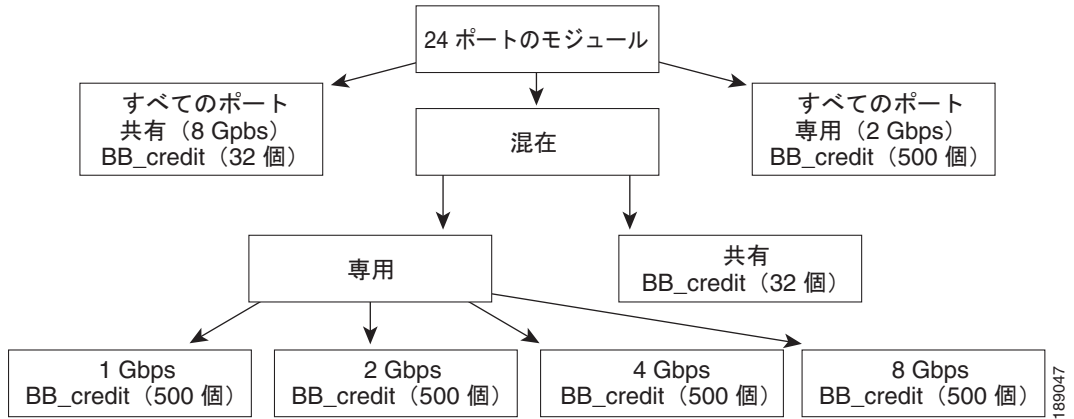 24 ポートのモジュール
すべてのポート
共有（8 Gpbs）
BB_credit（32 個）
混在
すべてのポート
専用（2 Gbps）
BB_credit（500 個）
専用
共有
BB_credit（32 個）
1 Gbps
BB_credit（500 個）
2 Gbps
BB_credit（500 個）
4 Gbps
BB_credit（500 個）
8 Gbps
BB_credit（500 個）
189047